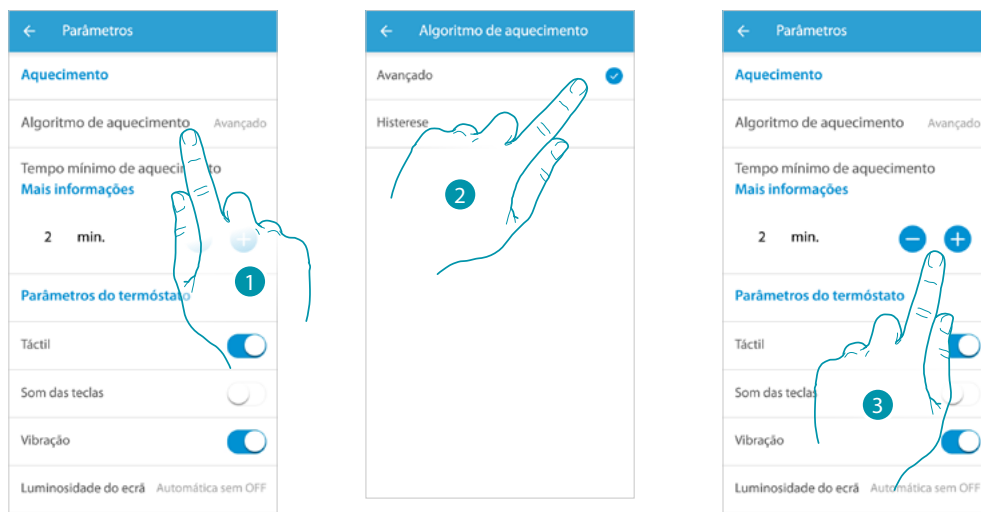 ← Parâmetros
Aquecimento
Algoritmo de aquecimento Avançado
Tempo mínimo de aquecimento
Mais informações
2 min.
1
Parâmetros do termóstato
Táctil
Som das teclas
Vibração
Luminosidade do ecrã Automática sem OFF
← Algoritmo de aquecimento
Avançado
Histerese
2
← Parâmetros
Aquecimento
Algoritmo de aquecimento Avançado
Tempo mínimo de aquecimento
Mais informações
2 min. − +
Parâmetros do termóstato
Táctil
Som das teclas
3
Vibração
Luminosidade do ecrã Automática sem OFF